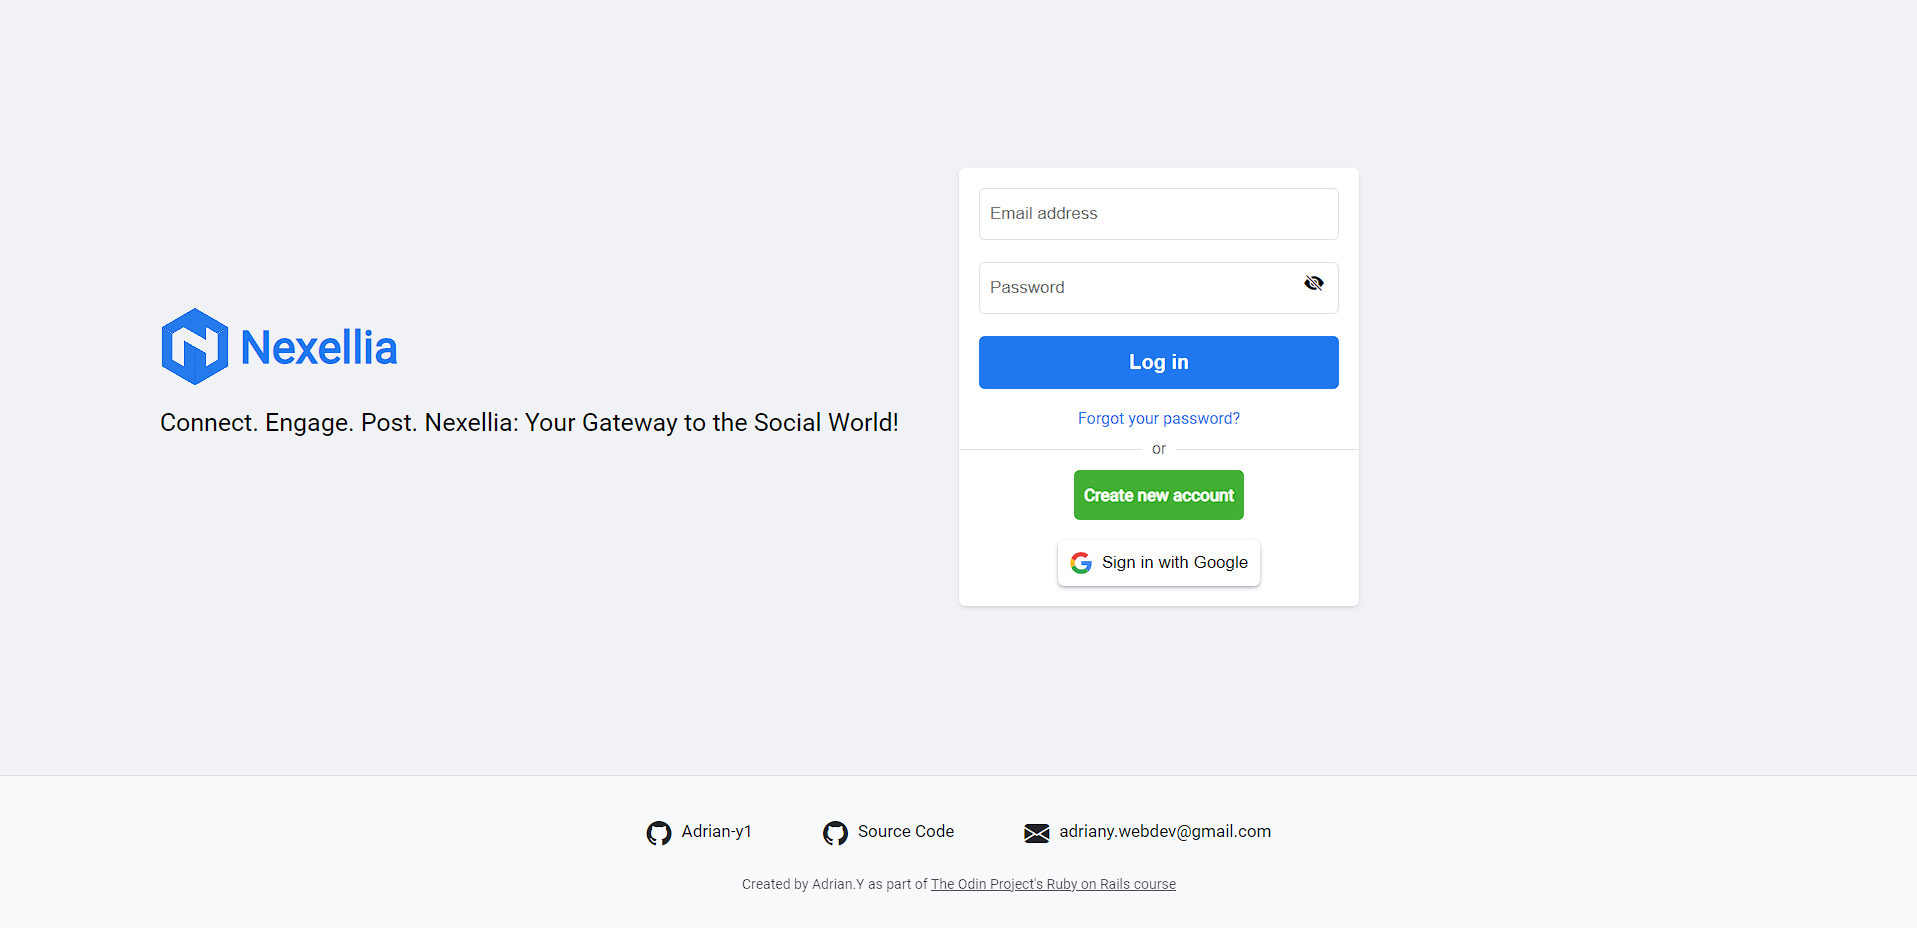 Nexellia
Connect. Engage. Post. Nexellia: Your Gateway to the Social World!
Email address
Password
Log in
Forgot your password?
or
Create new account
Sign in with Google
Adrian-y1
Source Code
adriany.webdev@gmail.com
Created by Adrian.Y as part of The Odin Project's Ruby on Rails course